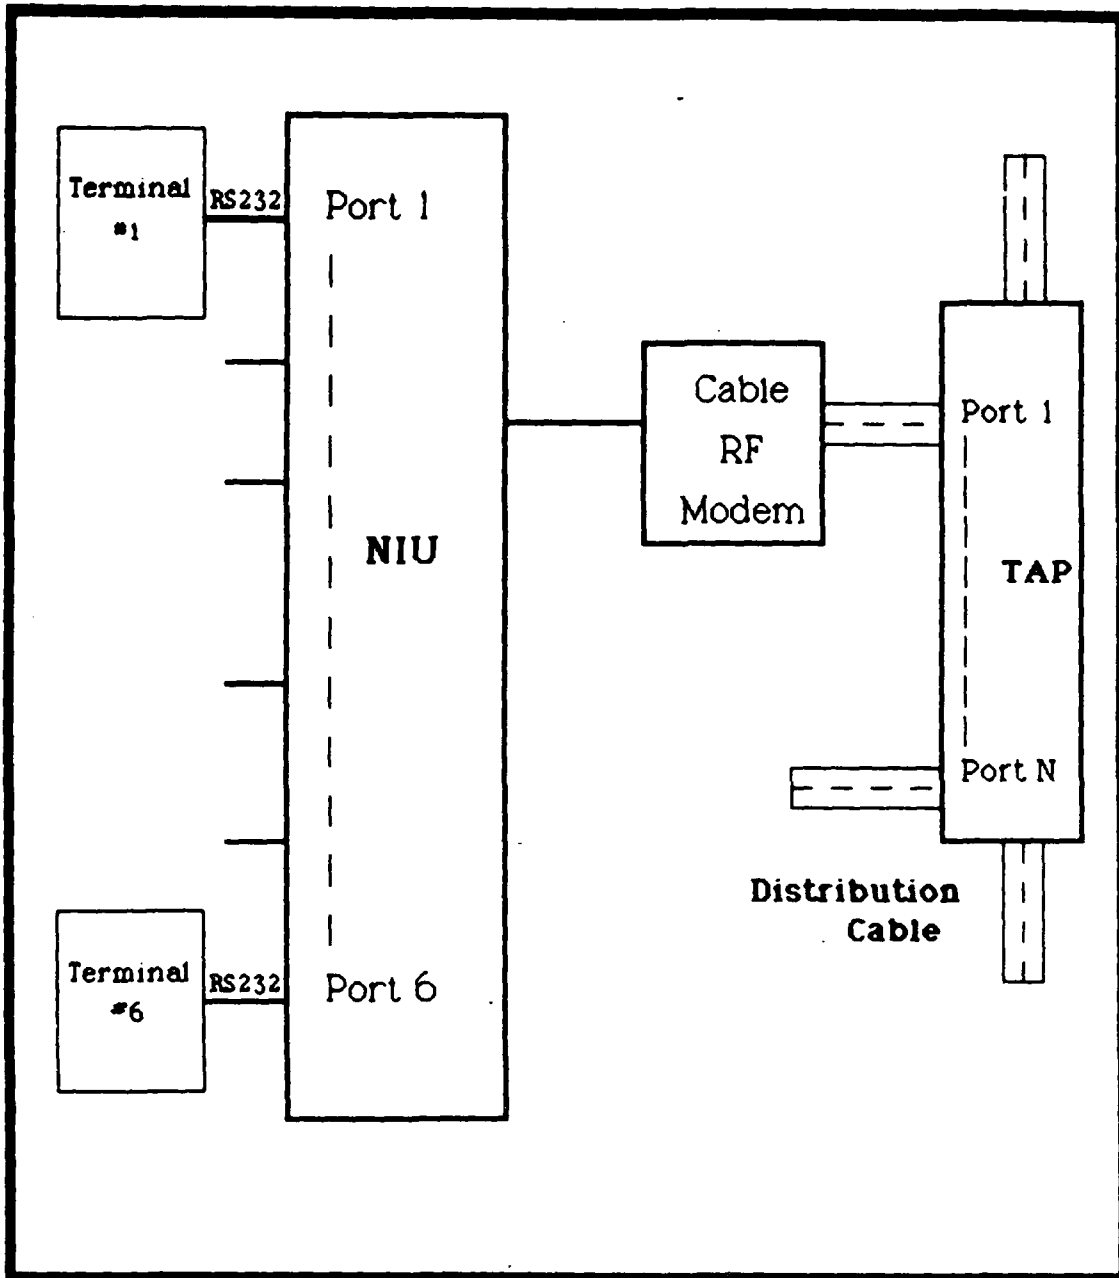 Terminal
#1
RS232
Port 1
Cable
RF
Modem
Port 1
NIU
TAP
Port N
Distribution
Cable
Terminal
#6
RS232
Port 6